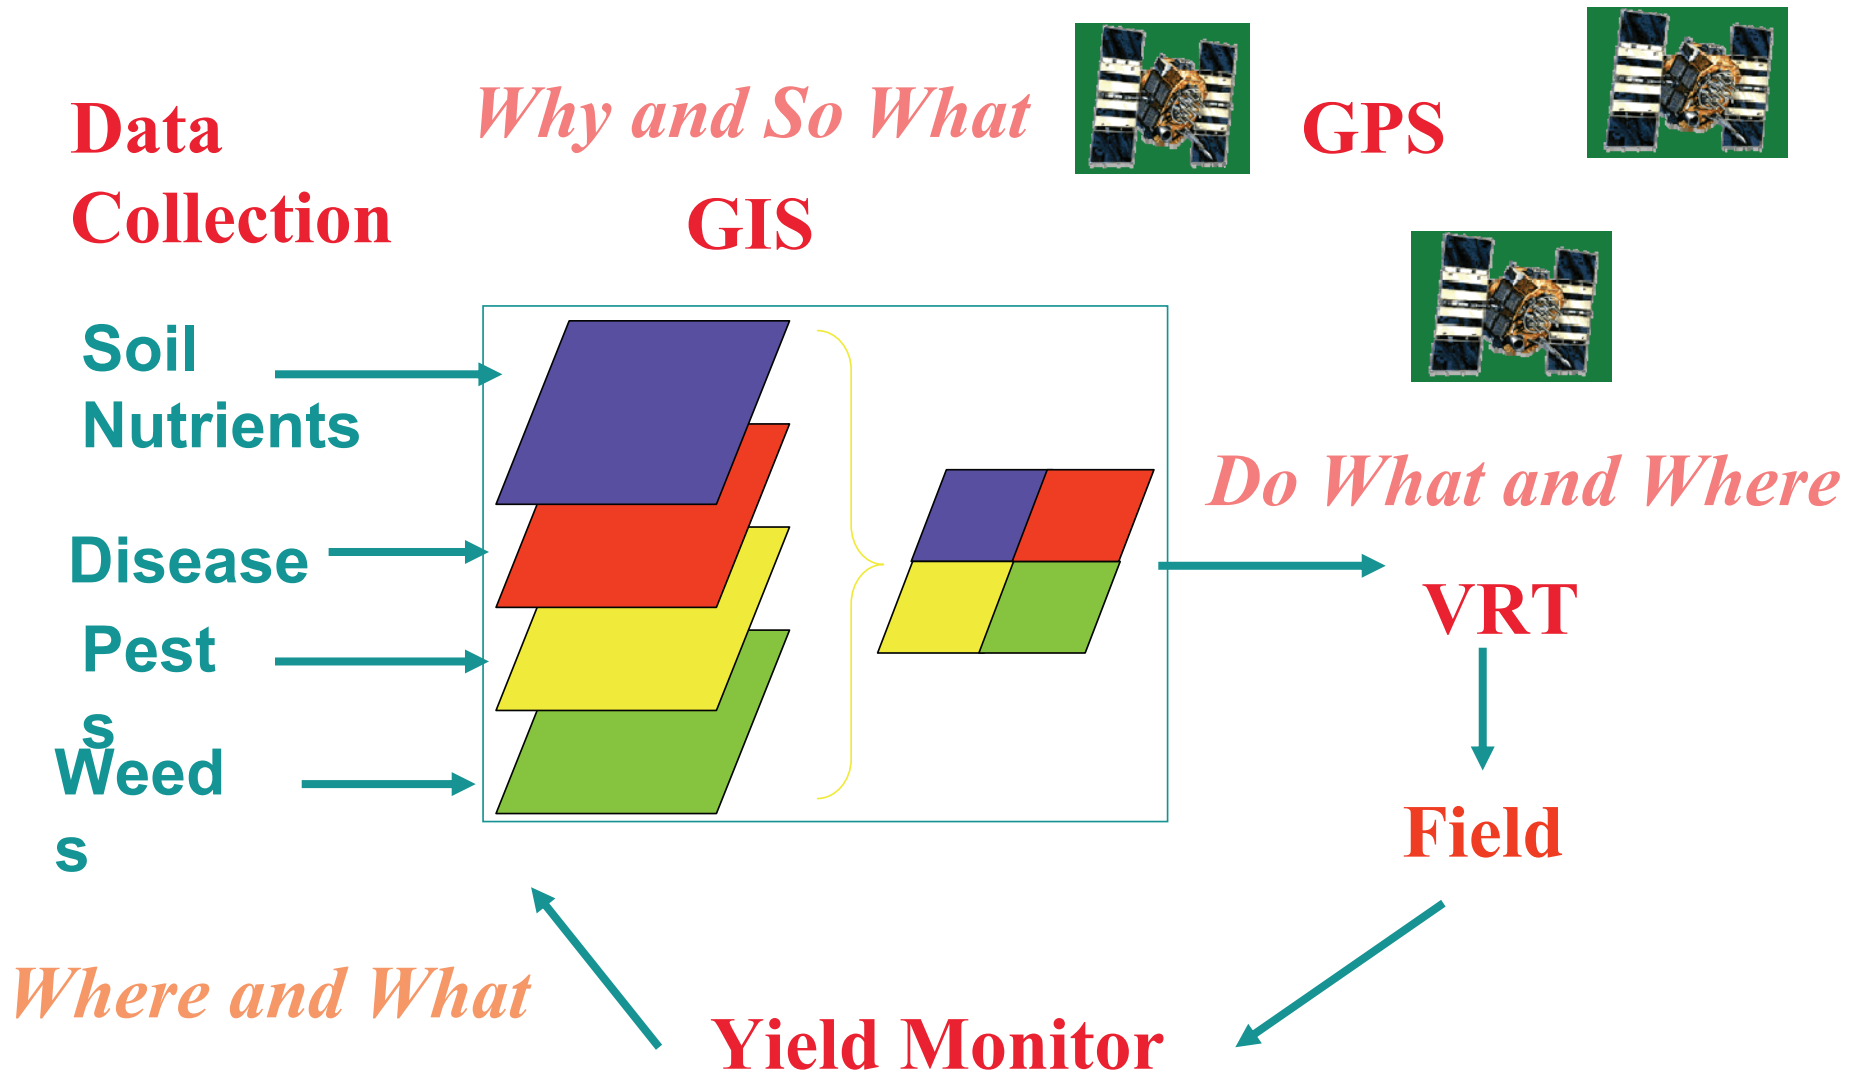 Data
Collection
Why and So What
GIS
GPS
Soil
Nutrients
Disease
Pest
s
Weed
s
Do What and Where
VRT
Field
Where and What
Yield Monitor